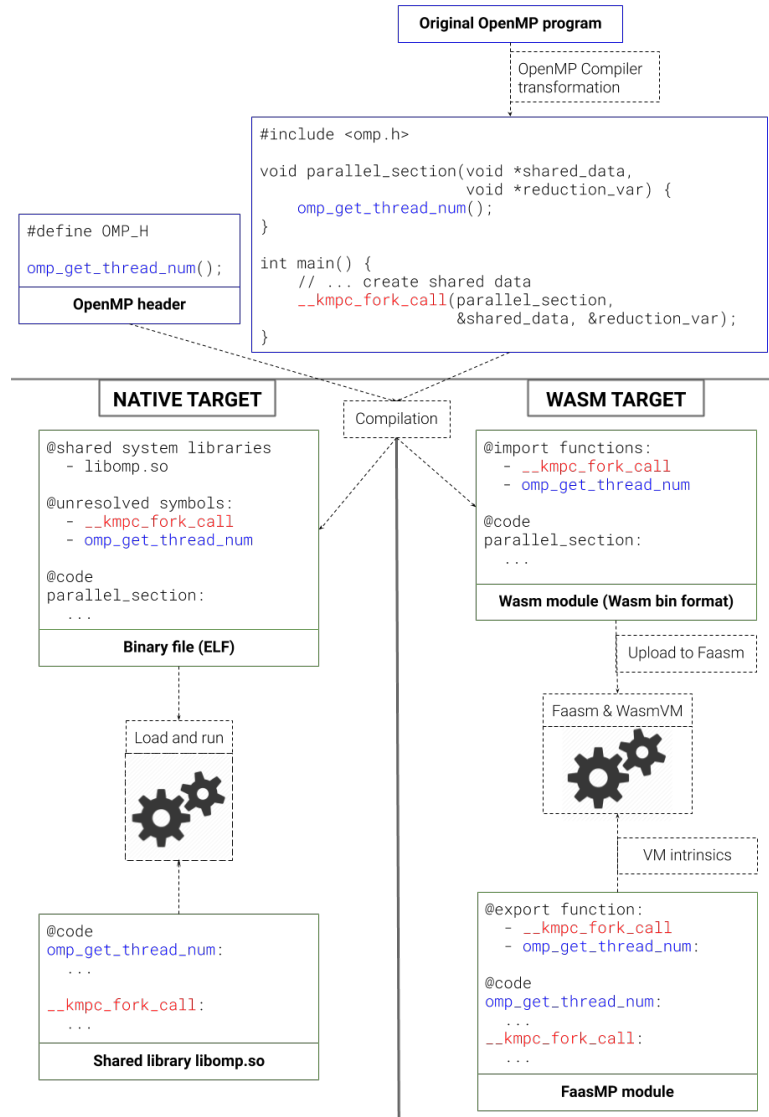 Original OpenMP program
OpenMP Compiler
transformation
#include <omp.h>
void parallel_section(void *shared_data,
void *reduction_var) {
omp_get_thread_num();
}
int main() {
// ... create shared data
__kmpc_fork_call(parallel_section,
&shared_data, &reduction_var);
}
#define OMP_H
omp_get_thread_num();
OpenMP header
NATIVE TARGET
Compilation
WASM TARGET
@shared system libraries
- libomp.so
@unresolved symbols:
- __kmpc_fork_call
- omp_get_thread_num
@code
parallel_section:
...
Binary file (ELF)
Load and run
@code
omp_get_thread_num:
...
__kmpc_fork_call:
...
Shared library libomp.so
@import functions:
- __kmpc_fork_call
- omp_get_thread_num
@code
parallel_section:
...
Wasm module (Wasm bin format)
Upload to Faasm
Faasm & WasmVM
VM intrinsics
@export function:
- __kmpc_fork_call
- omp_get_thread_num:
@code
omp_get_thread_num:
...
__kmpc_fork_call:
...
FaasMP module